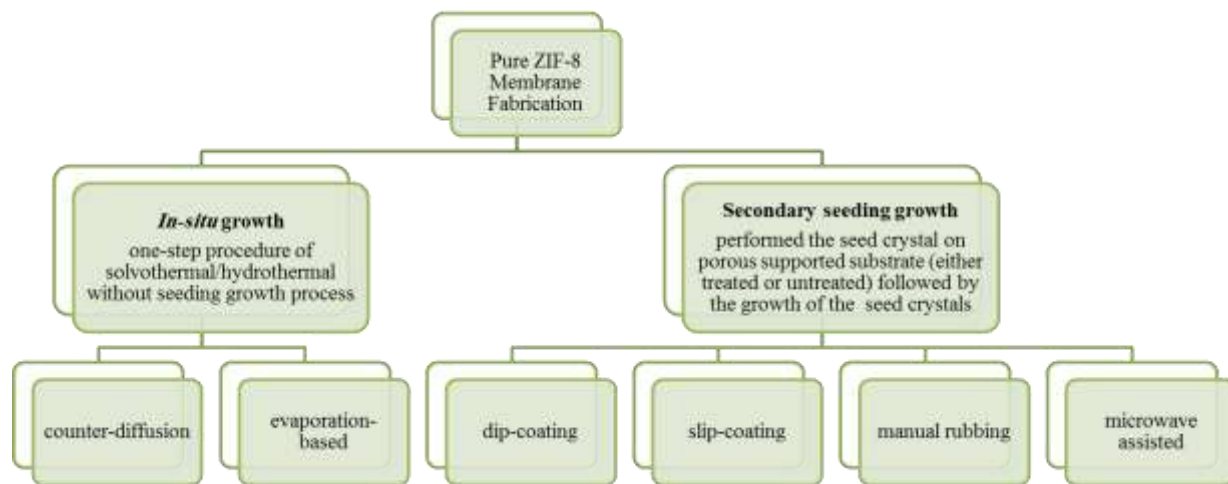 Pure ZIF-8
Membrane
Fabrication
In-situ growth
one-step procedure of
solvothermal/hydrothermal
without seeding growth process
Secondary seeding growth
performed the seed crystal on
porous supported substrate (either
treated or untreated) followed by
the growth of the seed crystals
counter-diffusion
evaporation-
based
dip-coating
slip-coating
manual rubbing
microwave
assisted